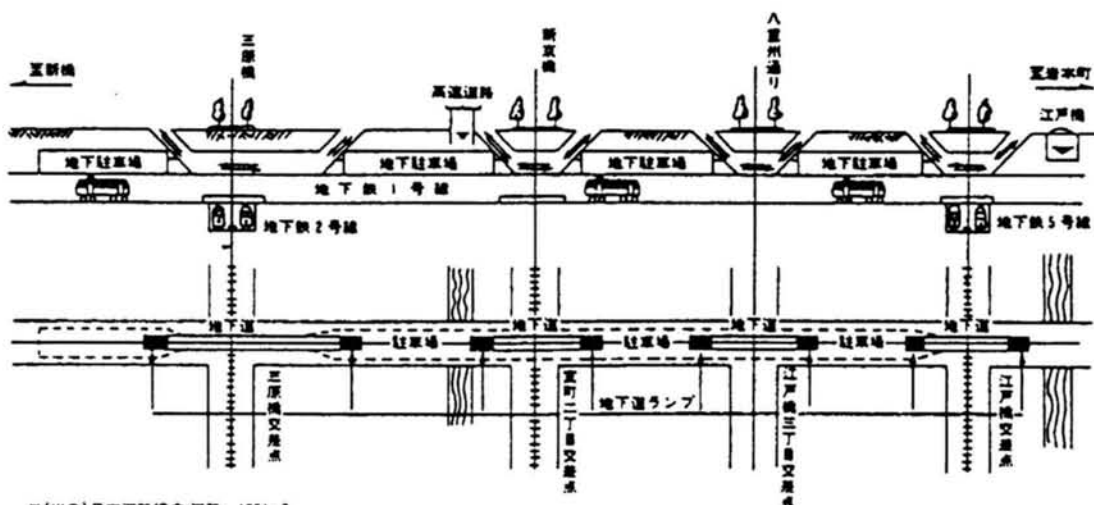 至新橋
三原橋
高速道路
新京橋
八重州通り
至岩本町
江戸橋
地下駐車場
地下駐車場
地下駐車場
地下駐車場
地下鉄1号線
地下鉄2号線
地下鉄5号線
地下道
地下道
地下道
地下道
駐車場
駐車場
駐車場
三原橋交差点
宝町二丁目交差点
地下道ランプ
江戸橋三丁目交差点
江戸橋交差点